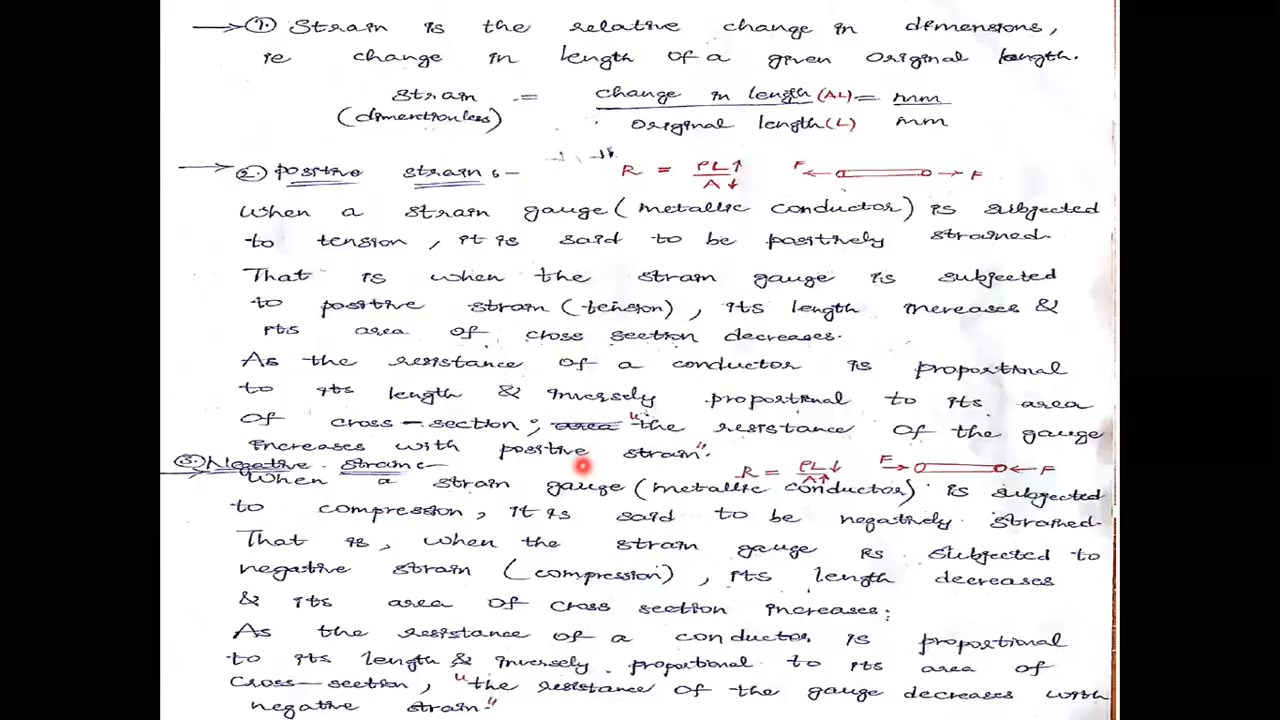 → 1. Strain is the relative change in dimensions,
ie change in length of a given original length.
strain (dimentionless) = change in length (ΔL) / original length (L) = mm / mm
→ 2. positive strain :- R = ρL↑ / A↓ F ← → F
When a strain gauge (metallic conductor) is subjected
to tension, it is said to be positively strained.
That is when the strain gauge is subjected
to positive strain (tension), its length increases &
its area of cross section decreases.
As the resistance of a conductor is proportional
to its length & inversely proportional to its area
of cross-section, area "the resistance of the gauge
increases with positive strain".
→ 3. Negative strain :- R = ρL↓ / A↑ F → ← F
When a strain gauge (metallic conductor) is subjected
to compression, it is said to be negatively strained.
That is, when the strain gauge is subjected to
negative strain (compression), its length decreases
& its area of cross section increases;
As the resistance of a conductor is proportional
to its length & inversely proportional to its area of
cross-section, "the resistance of the gauge decreases with
negative strain"